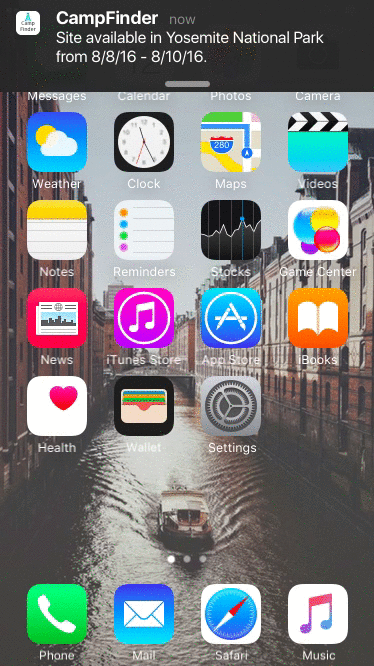 CampFinder now
Camp
Finder
Site available in Yosemite National Park
from 8/8/16 - 8/10/16.
Messages Calendar Photos Camera
280
Weather Clock Maps Videos
Notes Reminders Stocks Game Center
NEWS
News iTunes Store App Store iBooks
Health Wallet Settings
Phone Mail Safari Music